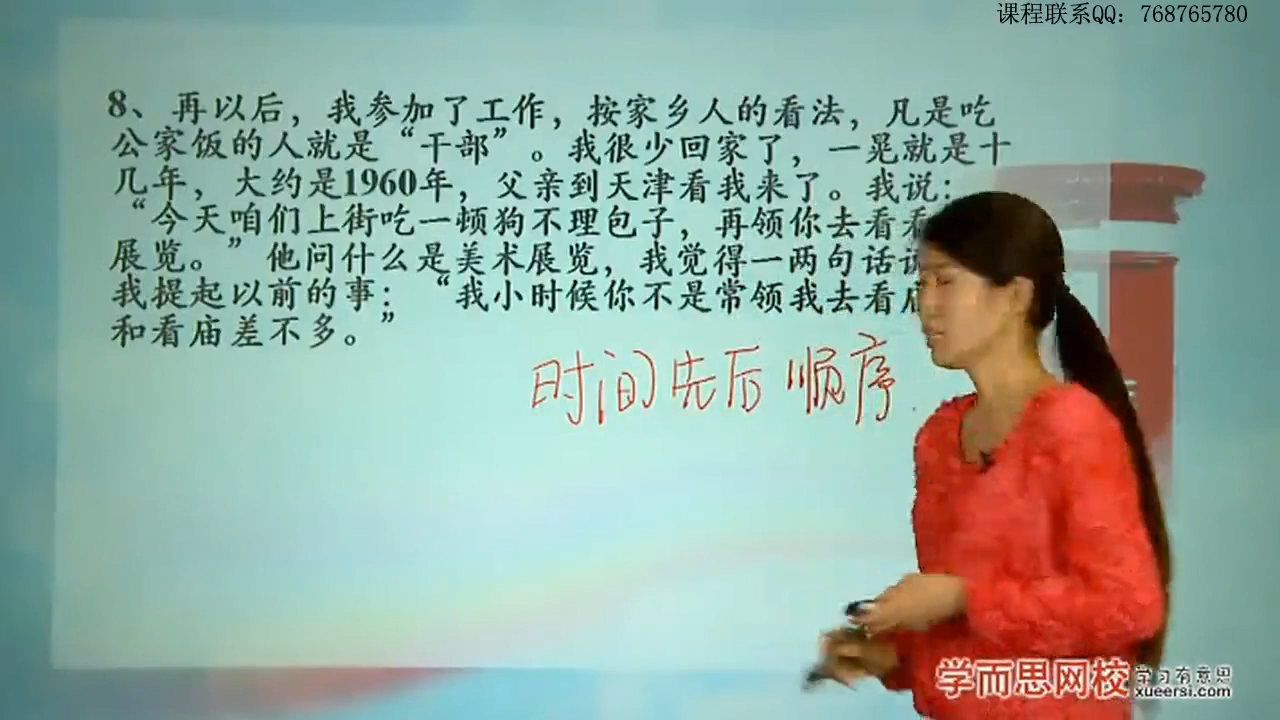 课程联系QQ：768765780
8、再以后，我参加了工作，按家乡人的看法，凡是吃
公家饭的人就是“干部”。我很少回家了，一晃就是十
几年，大约是1960年，父亲到天津看我来了。我说：
“今天咱们上街吃一顿狗不理包子，再领你去看看
展览。”他问什么是美术展览，我觉得一两句话说
我提起以前的事：“我小时候你不是常领我去看庙
和看庙差不多。”
时间先后顺序
学而思网校 学习有意思
xueersi.com